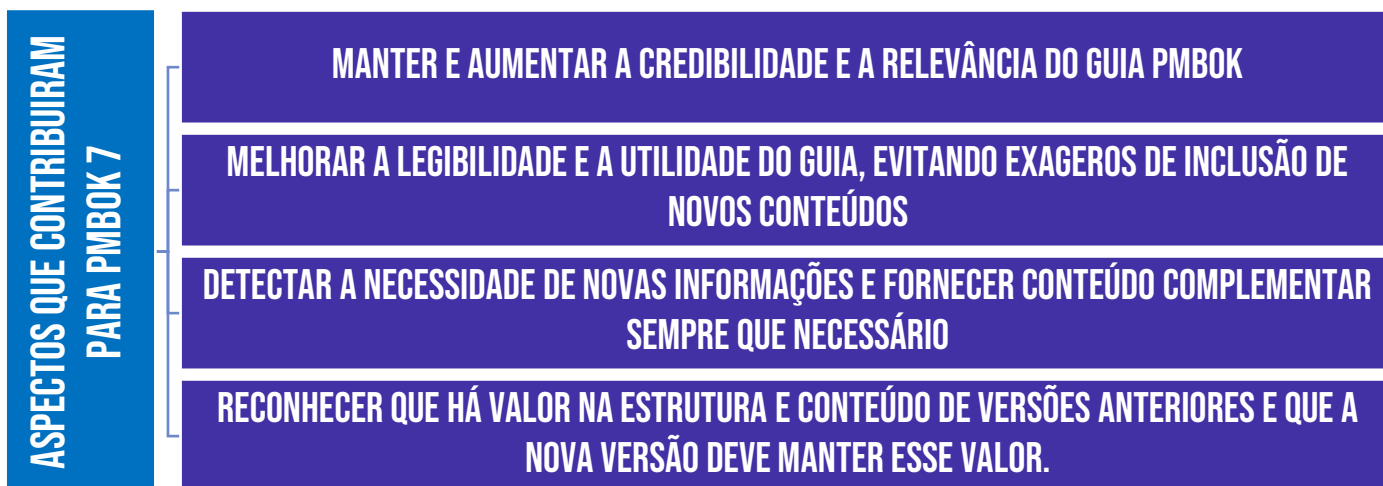 ASPECTOS QUE CONTRIBUIRAM
PARA PMBOK 7
MANTER E AUMENTAR A CREDIBILIDADE E A RELEVÂNCIA DO GUIA PMBOK
MELHORAR A LEGIBILIDADE E A UTILIDADE DO GUIA, EVITANDO EXAGEROS DE INCLUSÃO DE
NOVOS CONTEÚDOS
DETECTAR A NECESSIDADE DE NOVAS INFORMAÇÕES E FORNECER CONTEÚDO COMPLEMENTAR
SEMPRE QUE NECESSÁRIO
RECONHECER QUE HÁ VALOR NA ESTRUTURA E CONTEÚDO DE VERSÕES ANTERIORES E QUE A
NOVA VERSÃO DEVE MANTER ESSE VALOR.